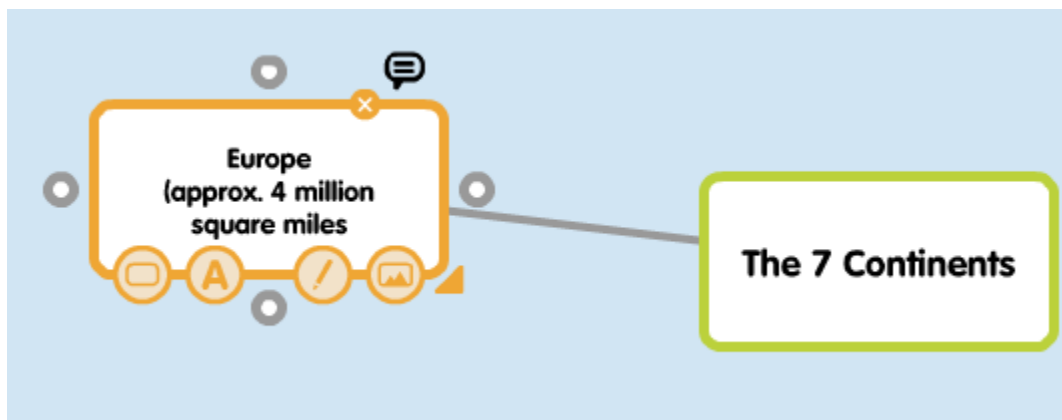 Europe
(approx. 4 million
square miles
A
The 7 Continents